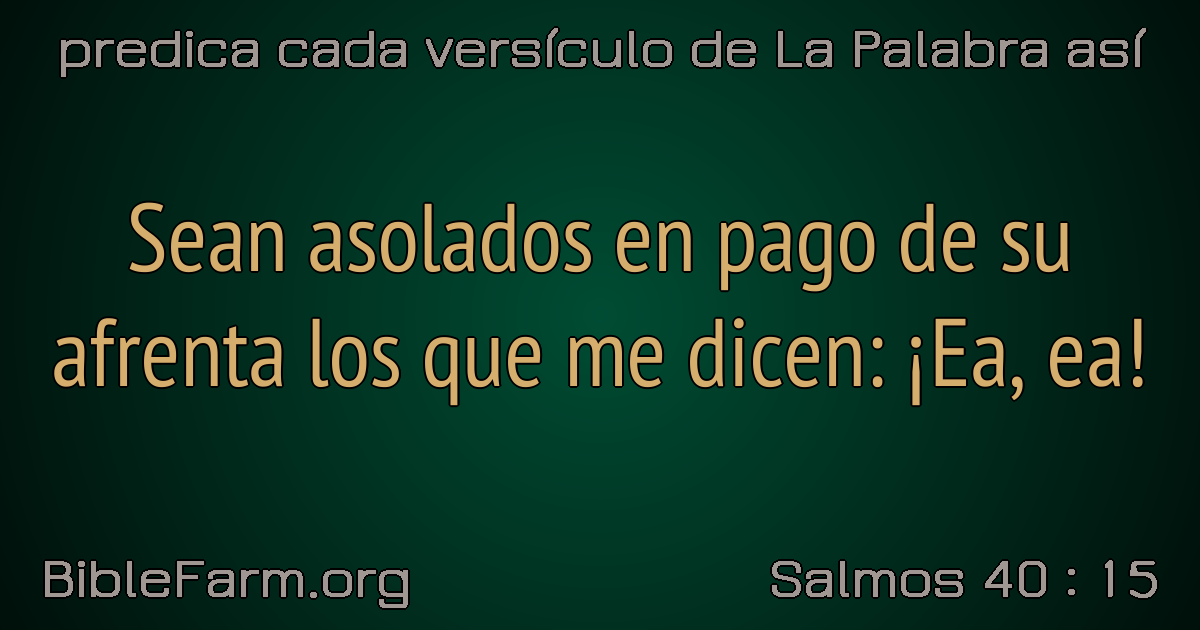 predica cada versículo de La Palabra así
Sean asolados en pago de su
afrenta los que me dicen: ¡Ea, ea!
BibleFarm.org
Salmos 40 : 15